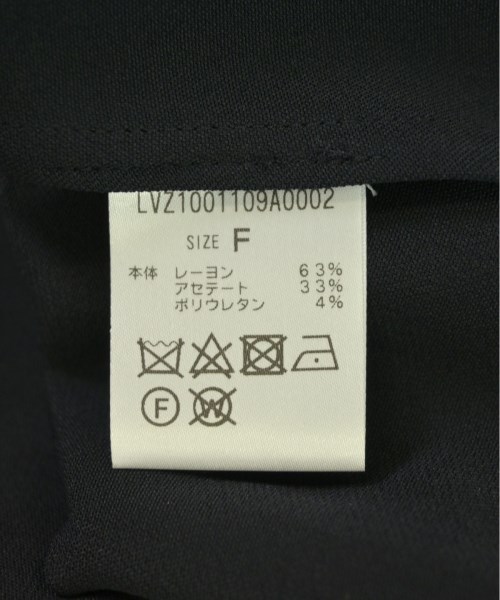 LVZ1001109A0002
SIZE F
本体 レーヨン 63%
アセテート 33%
ポリウレタン 4%
F W